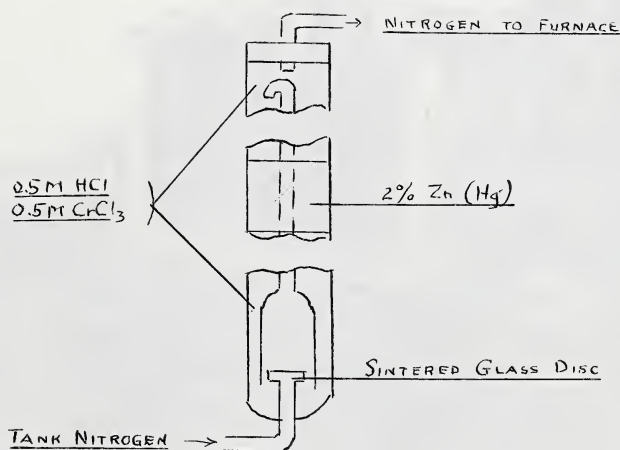 NITROGEN TO FURNACE
0.5M HCl
0.5M CrCl3
2% Zn (Hg)
SINTERED GLASS DISC
TANK NITROGEN